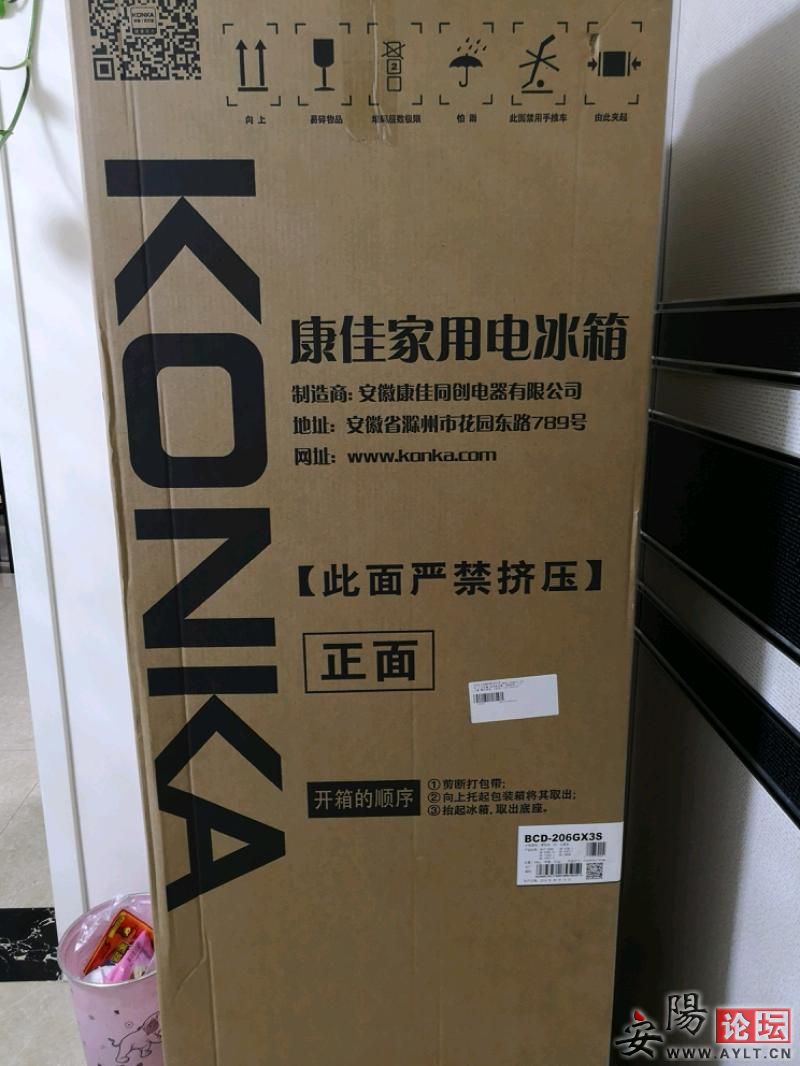 KONKA
2
向上
易碎物品
堆码层数极限
怕雨
此面禁用手推车
由此夹起
KONKA
康佳家用电冰箱
制造商: 安徽康佳同创电器有限公司
地址: 安徽省滁州市花园东路789号
网址: www.konka.com
【此面严禁挤压】
正面
开箱的顺序
①剪断打包带;
②向上托起包装箱将其取出;
③抬起冰箱,取出底座。
BCD-206GX3S
安陽论坛
WWW.AYLT.CN